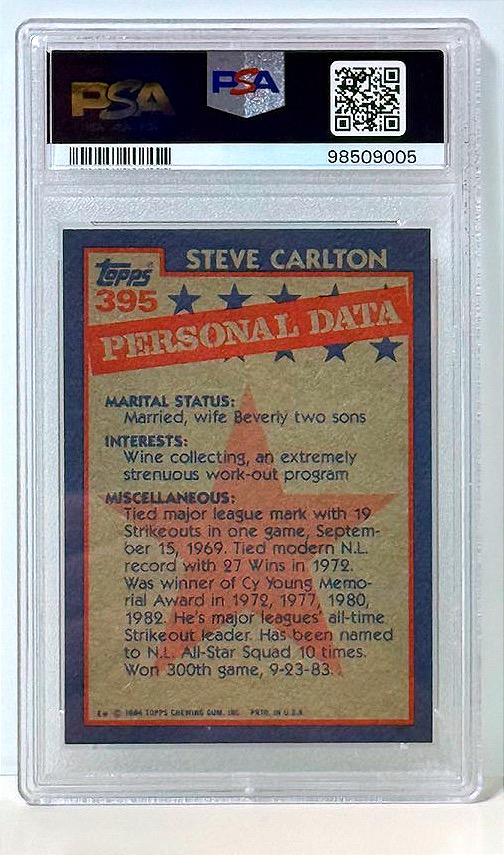 PSA
PSA
98509005
STEVE CARLTON
topps
395
PERSONAL DATA
MARITAL STATUS:
Married, wife Beverly two sons
INTERESTS:
Wine collecting, an extremely
strenuous work-out program
MISCELLANEOUS:
Tied major league mark with 19
Strikeouts in one game, Septem-
ber 15, 1969. Tied modern N.L.
record with 27 Wins in 1972.
Was winner of Cy Young Memo-
rial Award in 1972, 1977, 1980,
1982. He's major leagues' all-time
Strikeout leader. Has been named
to N.L. All-Star Squad 10 times.
Won 300th game, 9-23-83.
© 1984 TOPPS CHEWING GUM, INC. PRTD. IN U.S.A.